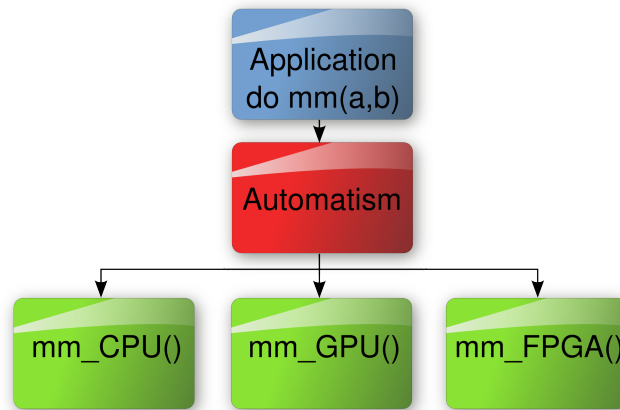 Application
do mm(a,b)
Automatism
mm_CPU()
mm_GPU()
mm_FPGA()